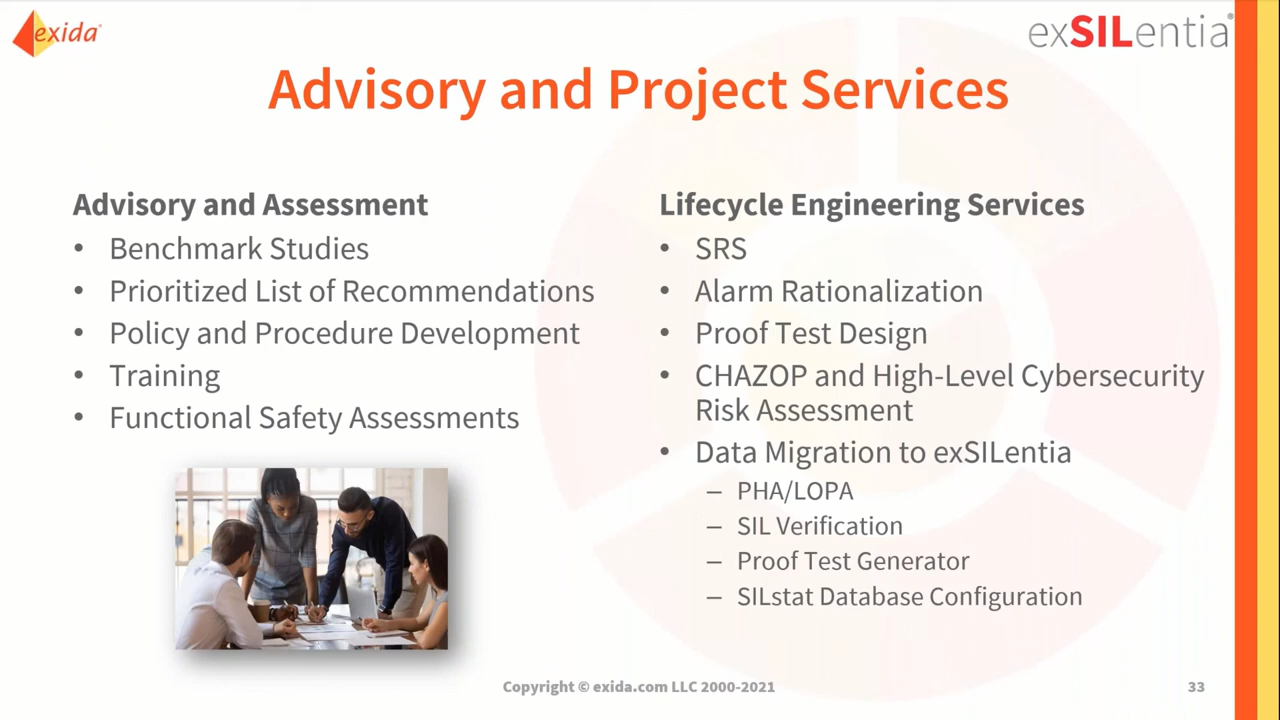 exida®
exSILentia®
Advisory and Project Services
Advisory and Assessment
• Benchmark Studies
• Prioritized List of Recommendations
• Policy and Procedure Development
• Training
• Functional Safety Assessments
Lifecycle Engineering Services
• SRS
• Alarm Rationalization
• Proof Test Design
• CHAZOP and High-Level Cybersecurity
Risk Assessment
• Data Migration to exSILentia
– PHA/LOPA
– SIL Verification
– Proof Test Generator
– SILstat Database Configuration
Copyright © exida.com LLC 2000-2021
33